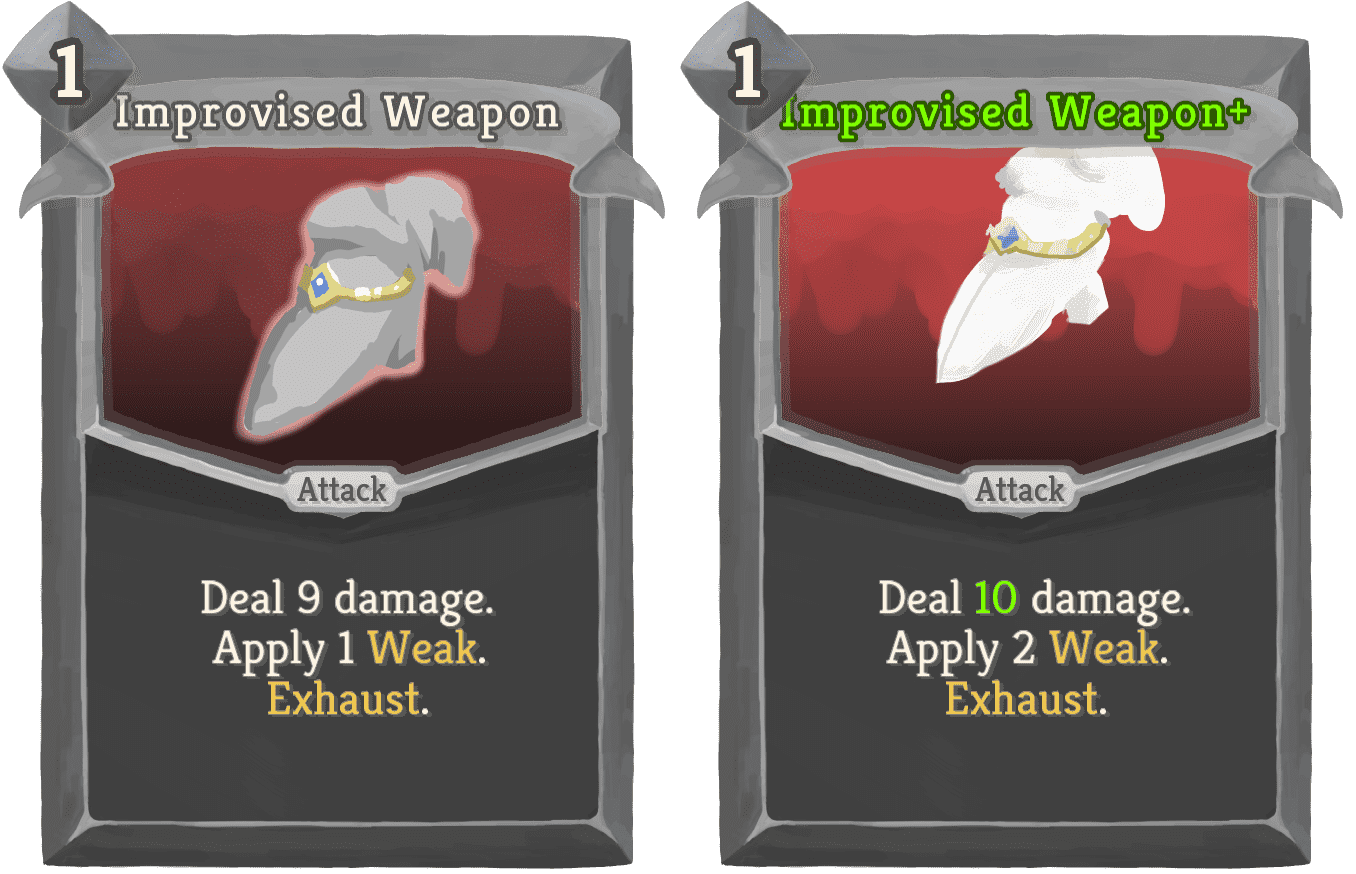 1
Improvised Weapon
Attack
Deal 9 damage.
Apply 1 Weak.
Exhaust.
1
Improvised Weapon+
Attack
Deal 10 damage.
Apply 2 Weak.
Exhaust.